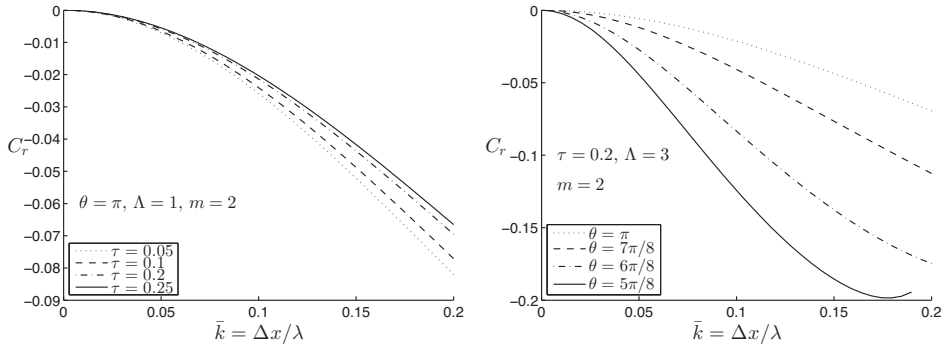 0
−0.01
−0.02
−0.03
−0.04
−0.05
−0.06
−0.07
−0.08
−0.09
C_r
θ = π, Λ = 1, m = 2
τ = 0.05
τ = 0.1
τ = 0.2
τ = 0.25
0 0.05 0.1 0.15 0.2
k̄ = Δx/λ
0
−0.05
−0.1
−0.15
−0.2
C_r
τ = 0.2, Λ = 3
m = 2
θ = π
θ = 7π/8
θ = 6π/8
θ = 5π/8
0 0.05 0.1 0.15 0.2
k̄ = Δx/λ